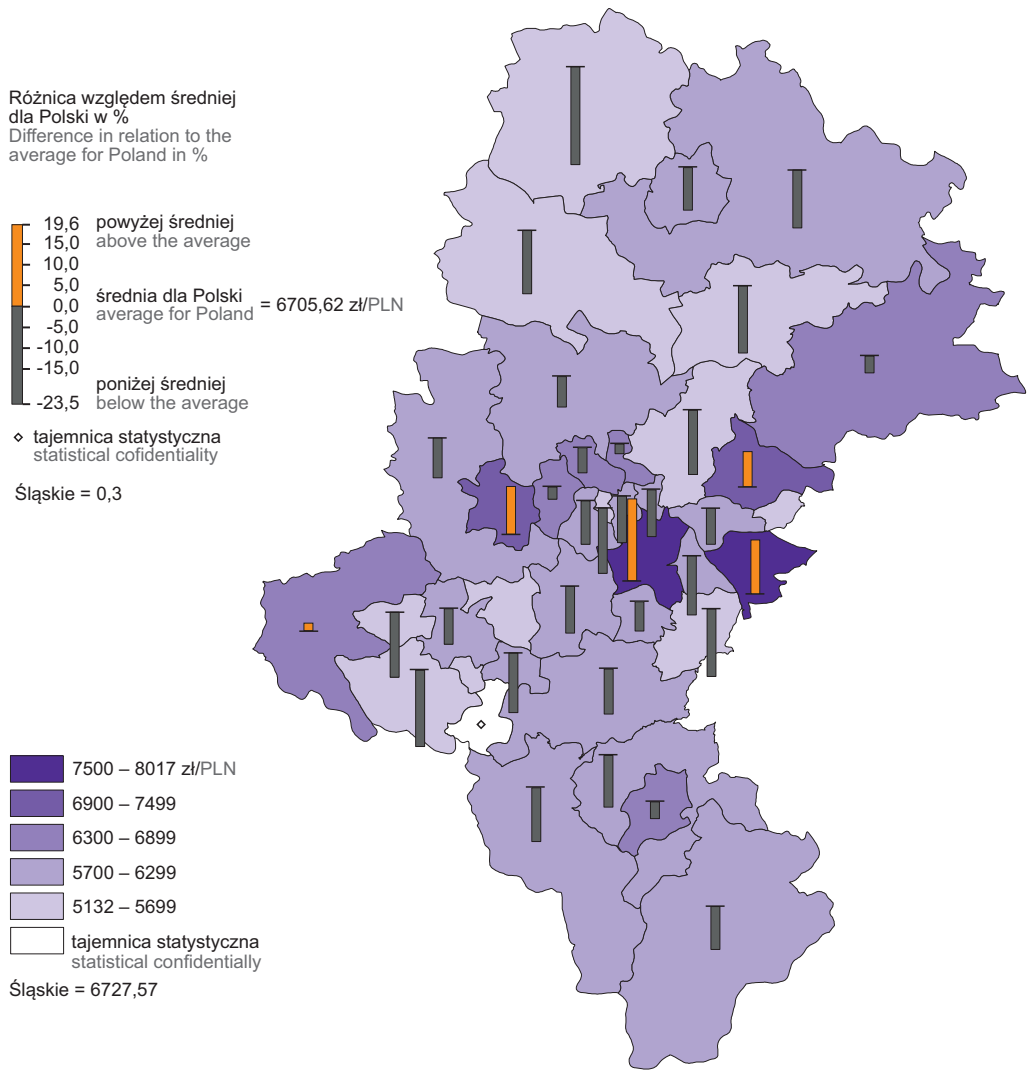 Różnica względem średniej
dla Polski w %
Difference in relation to the
average for Poland in %
19,6
15,0
10,0
5,0
0,0
-5,0
-10,0
-15,0
-23,5
powyżej średniej
above the average
średnia dla Polski
average for Poland = 6705,62 zł/PLN
poniżej średniej
below the average
tajemnica statystyczna
statistical cofidentiality
Śląskie = 0,3
7500 – 8017 zł/PLN
6900 – 7499
6300 – 6899
5700 – 6299
5132 – 5699
tajemnica statystyczna
statistical confidentially
Śląskie = 6727,57